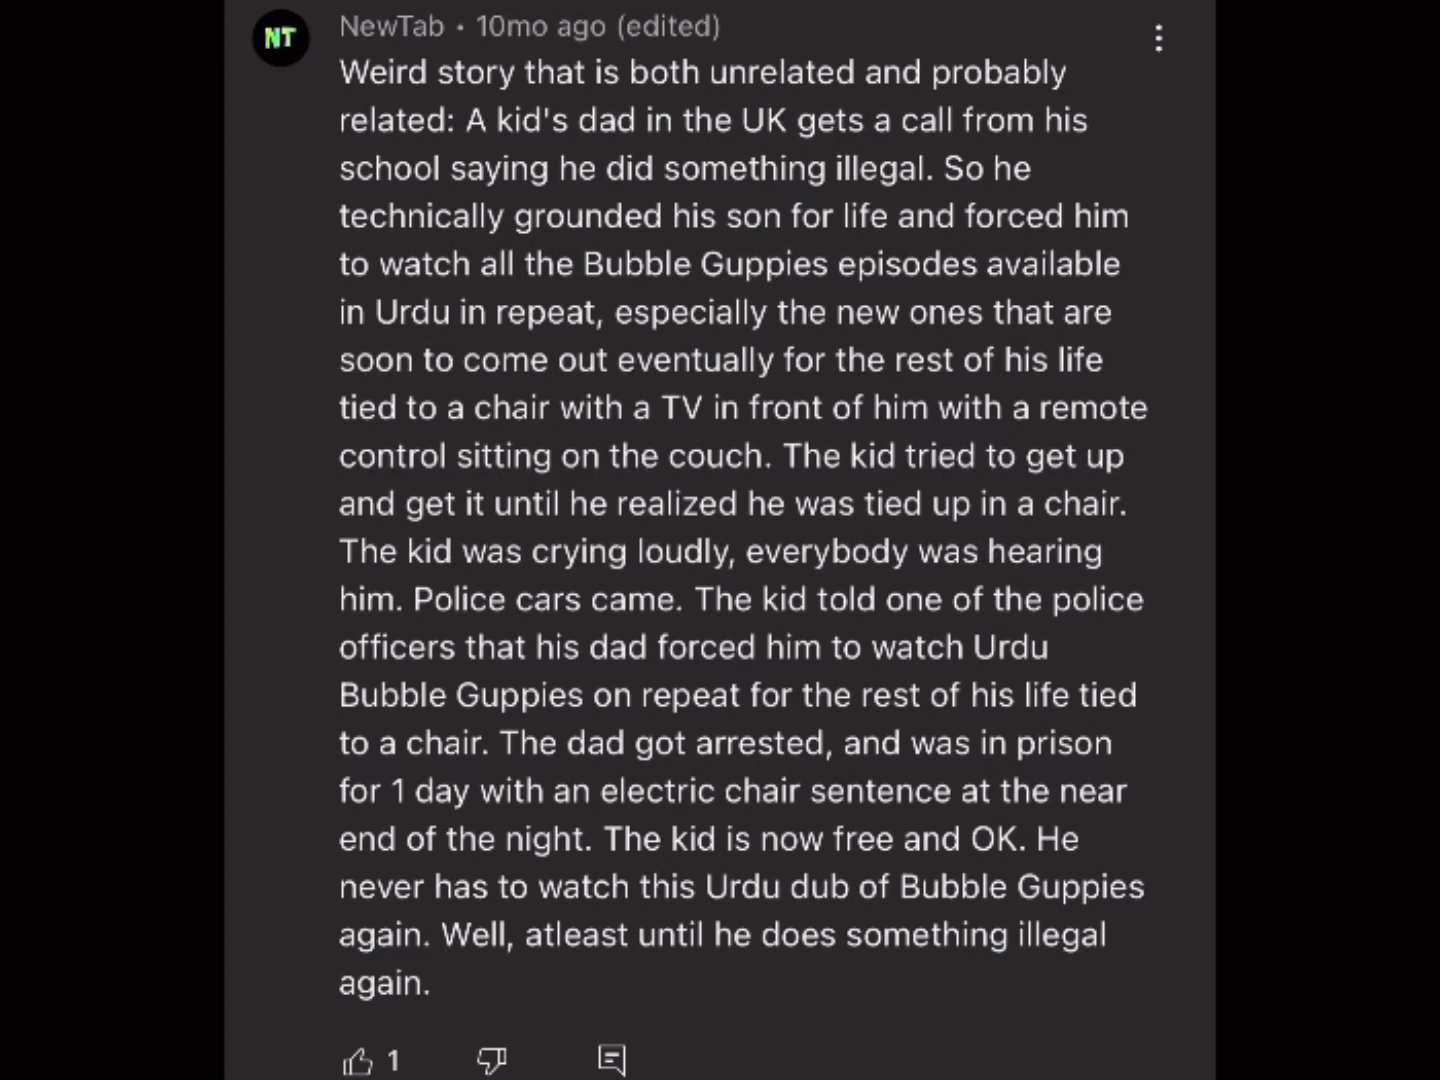 NT
NewTab • 10mo ago (edited)
Weird story that is both unrelated and probably
related: A kid's dad in the UK gets a call from his
school saying he did something illegal. So he
technically grounded his son for life and forced him
to watch all the Bubble Guppies episodes available
in Urdu in repeat, especially the new ones that are
soon to come out eventually for the rest of his life
tied to a chair with a TV in front of him with a remote
control sitting on the couch. The kid tried to get up
and get it until he realized he was tied up in a chair.
The kid was crying loudly, everybody was hearing
him. Police cars came. The kid told one of the police
officers that his dad forced him to watch Urdu
Bubble Guppies on repeat for the rest of his life tied
to a chair. The dad got arrested, and was in prison
for 1 day with an electric chair sentence at the near
end of the night. The kid is now free and OK. He
never has to watch this Urdu dub of Bubble Guppies
again. Well, atleast until he does something illegal
again.
1